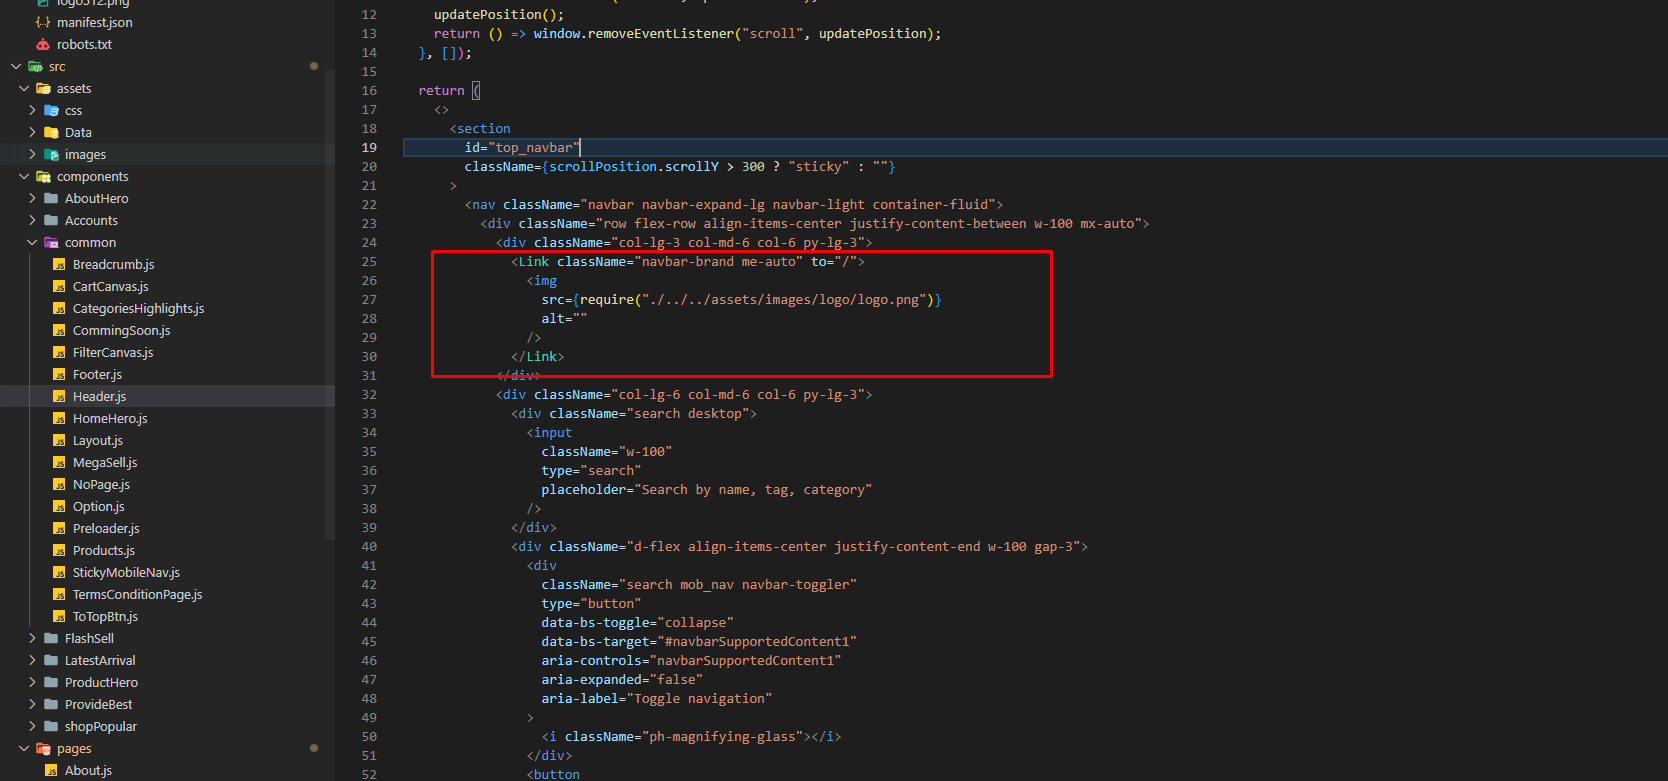 logo512.png
manifest.json
robots.txt
src
assets
css
Data
images
components
AboutHero
Accounts
common
Breadcrumb.js
CartCanvas.js
CategoriesHighlights.js
CommingSoon.js
FilterCanvas.js
Footer.js
Header.js
HomeHero.js
Layout.js
MegaSell.js
NoPage.js
Option.js
Preloader.js
Products.js
StickyMobileNav.js
TermsConditionPage.js
ToTopBtn.js
FlashSell
LatestArrival
ProductHero
ProvideBest
shopPopular
pages
About.js
12 updatePosition();
13 return () => window.removeEventListener("scroll", updatePosition);
14 }, []);
15
16 return (
17 <>
18 <section
19 id="top_navbar"
20 className={scrollPosition.scrollY > 300 ? "sticky" : ""}
21 >
22 <nav className="navbar navbar-expand-lg navbar-light container-fluid">
23 <div className="row flex-row align-items-center justify-content-between w-100 mx-auto">
24 <div className="col-lg-3 col-md-6 col-6 py-lg-3">
25 <Link className="navbar-brand me-auto" to="/">
26 <img
27 src={require("./../../assets/images/logo/logo.png")}
28 alt=""
29 />
30 </Link>
31 </div>
32 <div className="col-lg-6 col-md-6 col-6 py-lg-3">
33 <div className="search desktop">
34 <input
35 className="w-100"
36 type="search"
37 placeholder="Search by name, tag, category"
38 />
39 </div>
40 <div className="d-flex align-items-center justify-content-end w-100 gap-3">
41 <div
42 className="search mob_nav navbar-toggler"
43 type="button"
44 data-bs-toggle="collapse"
45 data-bs-target="#navbarSupportedContent1"
46 aria-controls="navbarSupportedContent1"
47 aria-expanded="false"
48 aria-label="Toggle navigation"
49 >
50 <i className="ph-magnifying-glass"></i>
51 </div>
52 <button